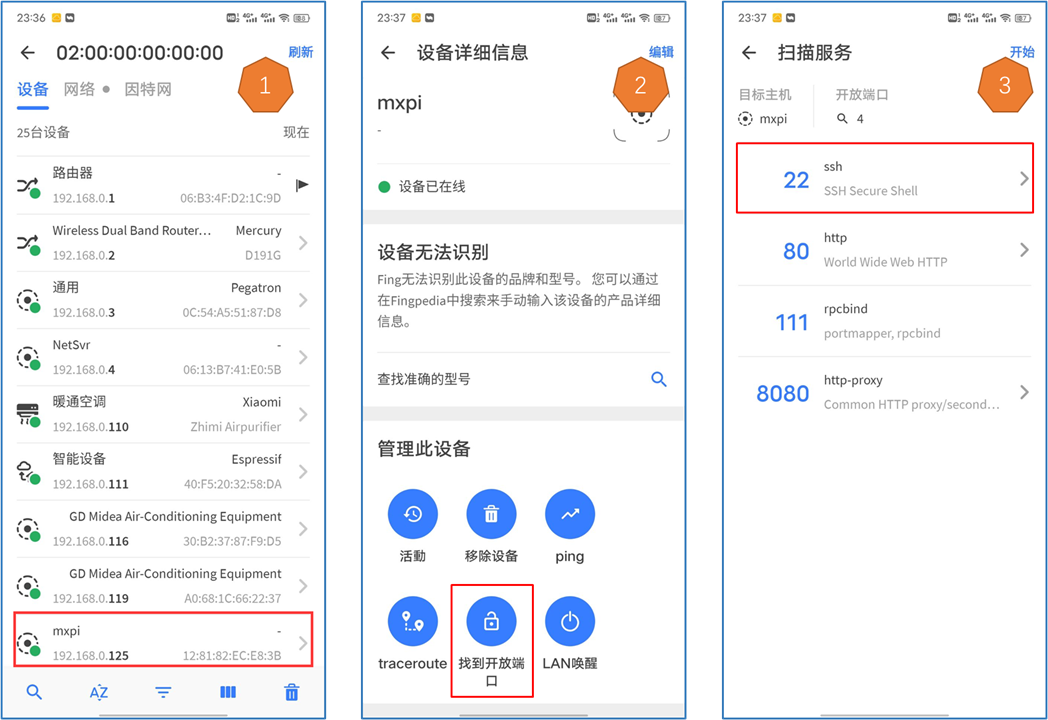 23:36
4G⁺ 4G⁺
02:00:00:00:00:00
刷新
1
设备 网络 因特网
25台设备 现在
路由器 -
192.168.0.1 06:B3:4F:D2:1C:9D
Wireless Dual Band Router... Mercury
192.168.0.2 D191G
通用 Pegatron
192.168.0.3 0C:54:A5:51:87:D8
NetSvr -
192.168.0.4 06:13:B7:41:E0:5B
暖通空调 Xiaomi
192.168.0.110 Zhimi Airpurifier
智能设备 Espressif
192.168.0.111 40:F5:20:32:58:DA
GD Midea Air-Conditioning Equipment
192.168.0.116 30:B2:37:87:F9:D5
GD Midea Air-Conditioning Equipment
192.168.0.119 A0:68:1C:66:22:37
mxpi -
192.168.0.125 12:81:82:EC:E8:3B
AZ
23:37
4G⁺ 4G⁺
设备详细信息
编辑
2
mxpi
-
设备已在线
设备无法识别
Fing无法识别此设备的品牌和型号。 您可以通过
在Fingpedia中搜索来手动输入该设备的产品详细
信息。
查找准确的型号
管理此设备
活動 移除设备 ping
traceroute 找到开放端 LAN唤醒
口
23:37
4G⁺ 4G⁺
扫描服务
开始
3
目标主机 开放端口
mxpi 4
22 ssh
SSH Secure Shell
80 http
World Wide Web HTTP
111 rpcbind
portmapper, rpcbind
8080 http-proxy
Common HTTP proxy/second...